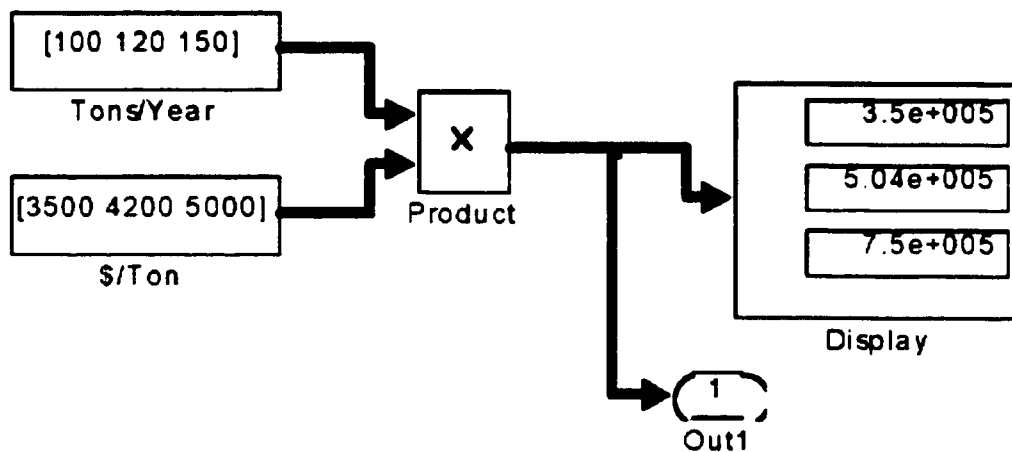 [100 120 150]
Tons/Year
[3500 4200 5000]
$/Ton
X
Product
3.5e+005
5.04e+005
7.5e+005
Display
1
Out1